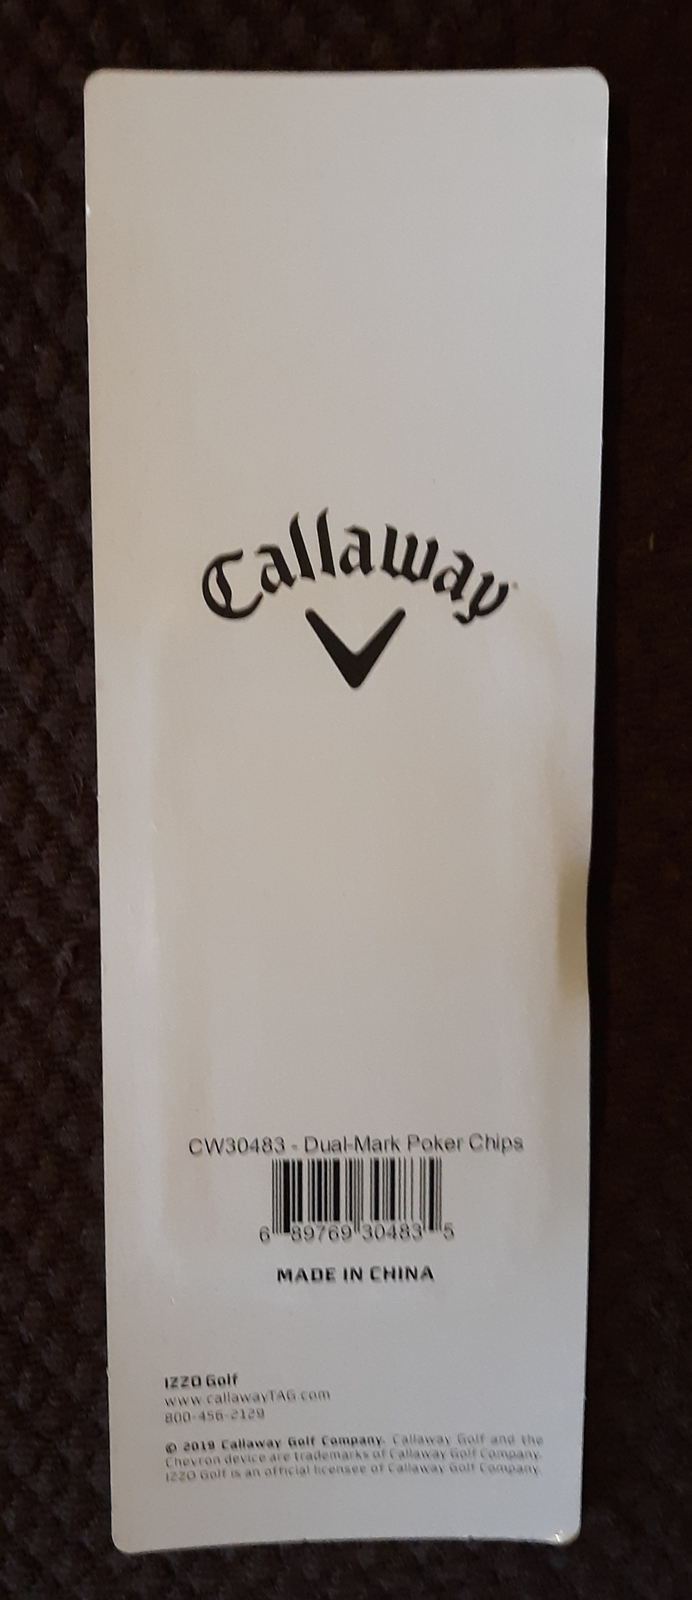 Callaway
CW30483 - Dual-Mark Poker Chips
6 89769 30483 5
MADE IN CHINA
IZZO Golf
www.callawayTAG.com
800-456-2129
© 2019 Callaway Golf Company. Callaway Golf and the
Chevron device are trademarks of Callaway Golf Company.
IZZO Golf is an official licensee of Callaway Golf Company.